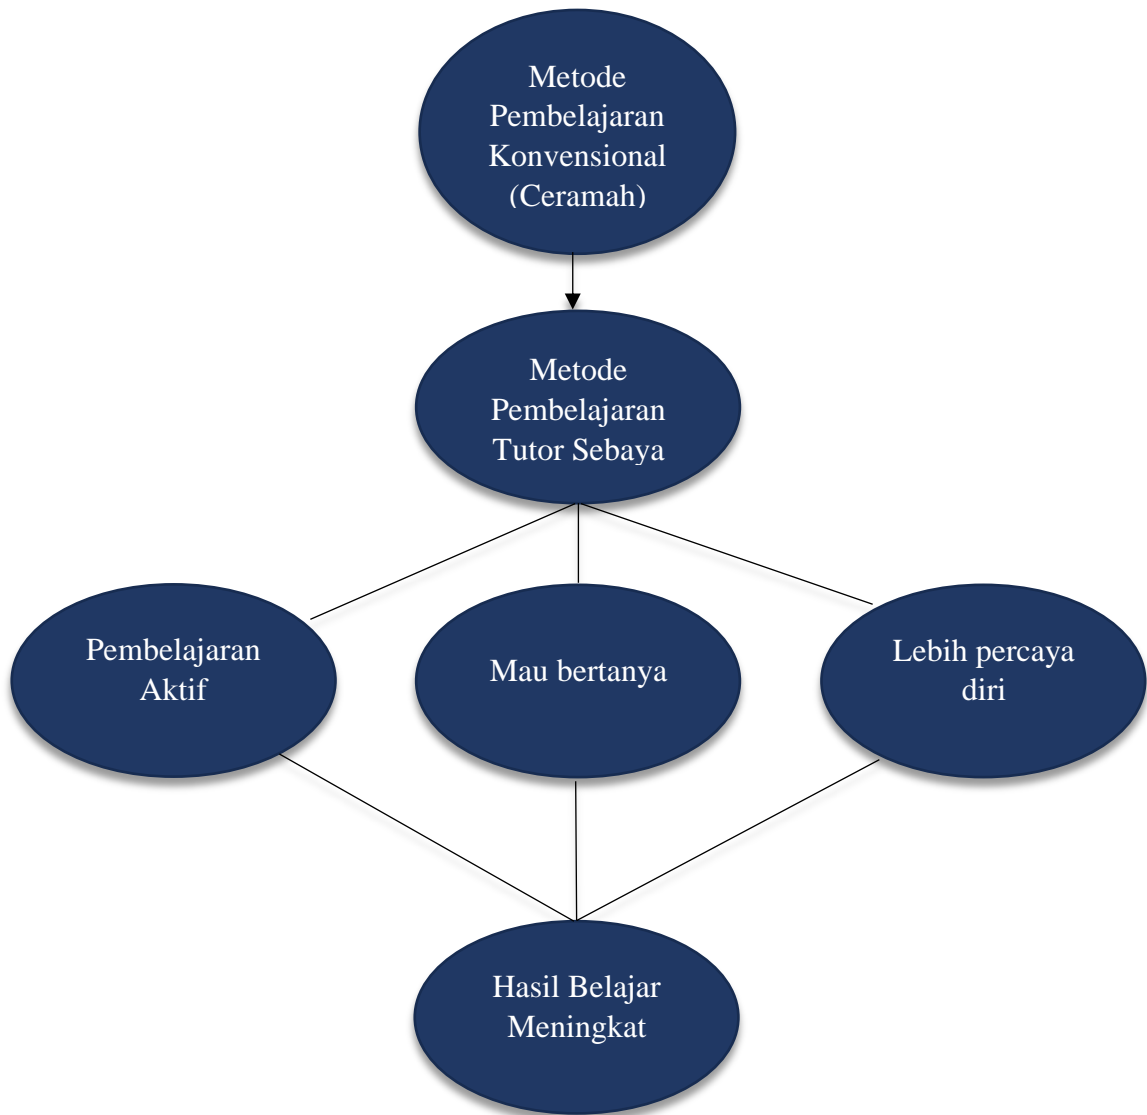 Metode
Pembelajaran
Konvensional
(Ceramah)
Metode
Pembelajaran
Tutor Sebaya
Pembelajaran
Aktif
Mau bertanya
Lebih percaya
diri
Hasil Belajar
Meningkat